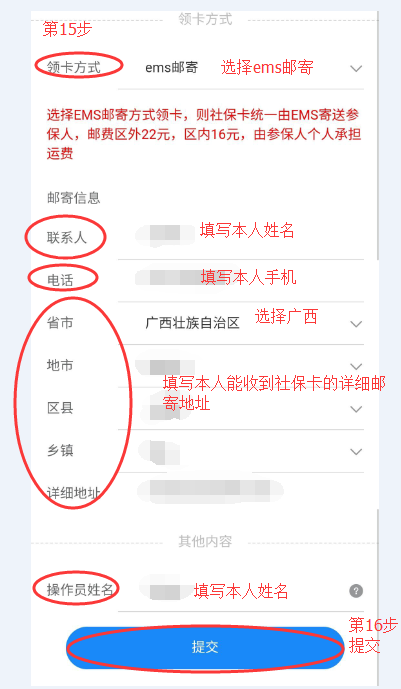 领卡方式
第15步
领卡方式 ems邮寄 选择ems邮寄
选择EMS邮寄方式领卡，则社保卡统一由EMS寄送参
保人，邮费区外22元，区内16元，由参保人个人承担
运费
邮寄信息
联系人 填写本人姓名
电话 填写本人手机
省市 广西壮族自治区 选择广西
地市
填写本人能收到社保卡的详细邮
寄地址
区县
乡镇
详细地址
其他内容
操作员姓名 填写本人姓名 ?
第16步
提交
提交